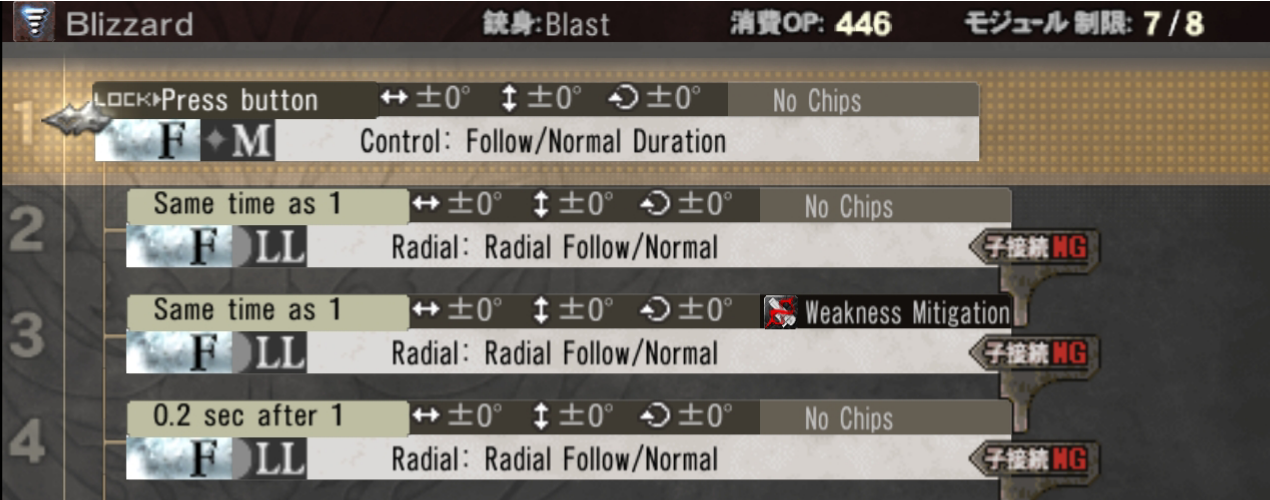 Blizzard 銃身:Blast 消費OP: 446 モジュール 制限: 7/8
1 LOCK Press button ↔±0° ↕±0° ±0° No Chips
F M Control: Follow/Normal Duration
2 Same time as 1 ↔±0° ↕±0° ±0° No Chips
F LL Radial: Radial Follow/Normal 子接続NG
3 Same time as 1 ↔±0° ↕±0° ±0° Weakness Mitigation
F LL Radial: Radial Follow/Normal 子接続NG
4 0.2 sec after 1 ↔±0° ↕±0° ±0° No Chips
F LL Radial: Radial Follow/Normal 子接続NG